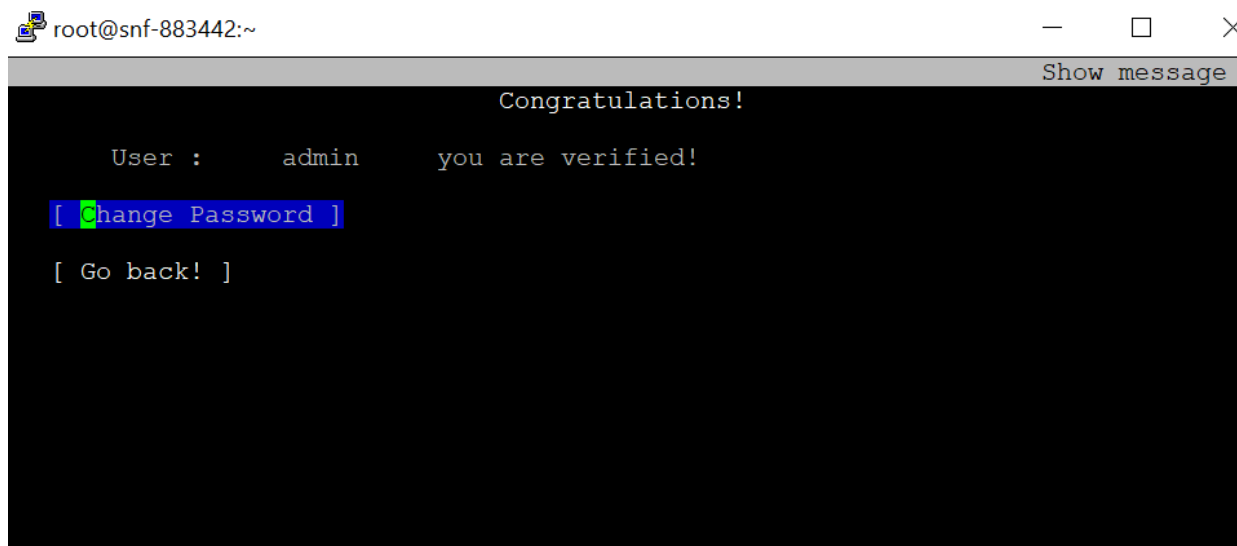 root@snf-883442:~
Show message
Congratulations!
User : admin you are verified!
[ Change Password ]
[ Go back! ]